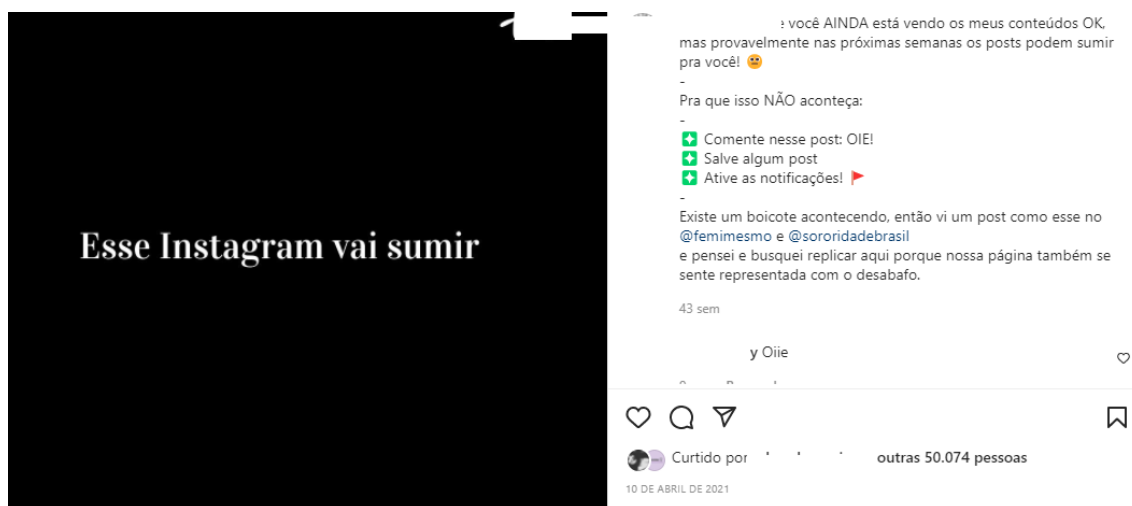 Esse Instagram vai sumir
e você AINDA está vendo os meus conteúdos OK,
mas provavelmente nas próximas semanas os posts podem sumir
pra você! 😐
-
Pra que isso NÃO aconteça:
-
Comente nesse post: OIE!
Salve algum post
Ative as notificações! 🚩
-
Existe um boicote acontecendo, então vi um post como esse no
@femimesmo e @sororidadebrasil
e pensei e busquei replicar aqui porque nossa página também se
sente representada com o desabafo.
43 sem
y Oiie
Curtido por outras 50.074 pessoas
10 DE ABRIL DE 2021